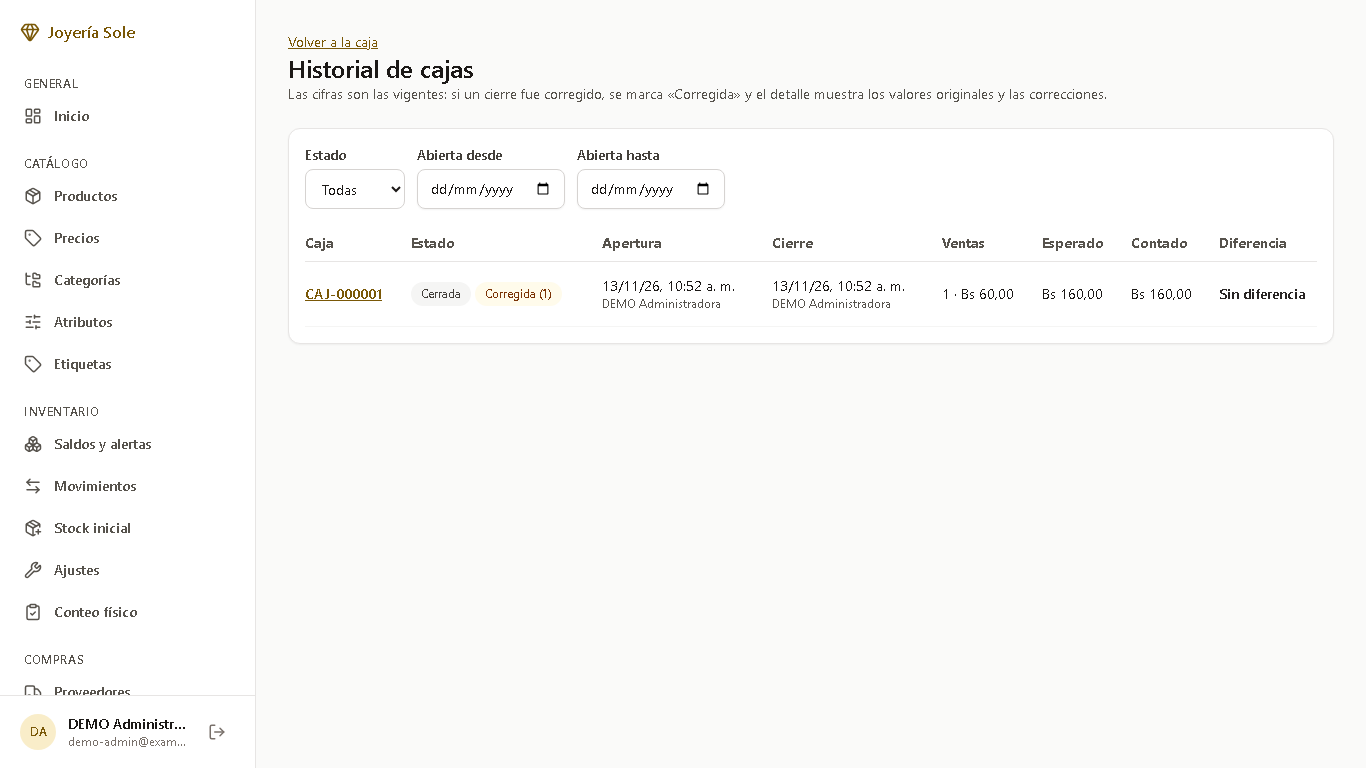 Joyería Sole
GENERAL
Inicio
CATÁLOGO
Productos
Precios
Categorías
Atributos
Etiquetas
INVENTARIO
Saldos y alertas
Movimientos
Stock inicial
Ajustes
Conteo físico
COMPRAS
Proveedores
DA
DEMO Administr...
demo-admin@exam...
Volver a la caja
Historial de cajas
Las cifras son las vigentes: si un cierre fue corregido, se marca «Corregida» y el detalle muestra los valores originales y las correcciones.
Estado Abierta desde Abierta hasta
Todas dd/mm/yyyy dd/mm/yyyy
Caja Estado Apertura Cierre Ventas Esperado Contado Diferencia
CAJ-000001 Cerrada Corregida (1) 13/11/26, 10:52 a. m. 13/11/26, 10:52 a. m. 1 · Bs 60,00 Bs 160,00 Bs 160,00 Sin diferencia
DEMO Administradora DEMO Administradora